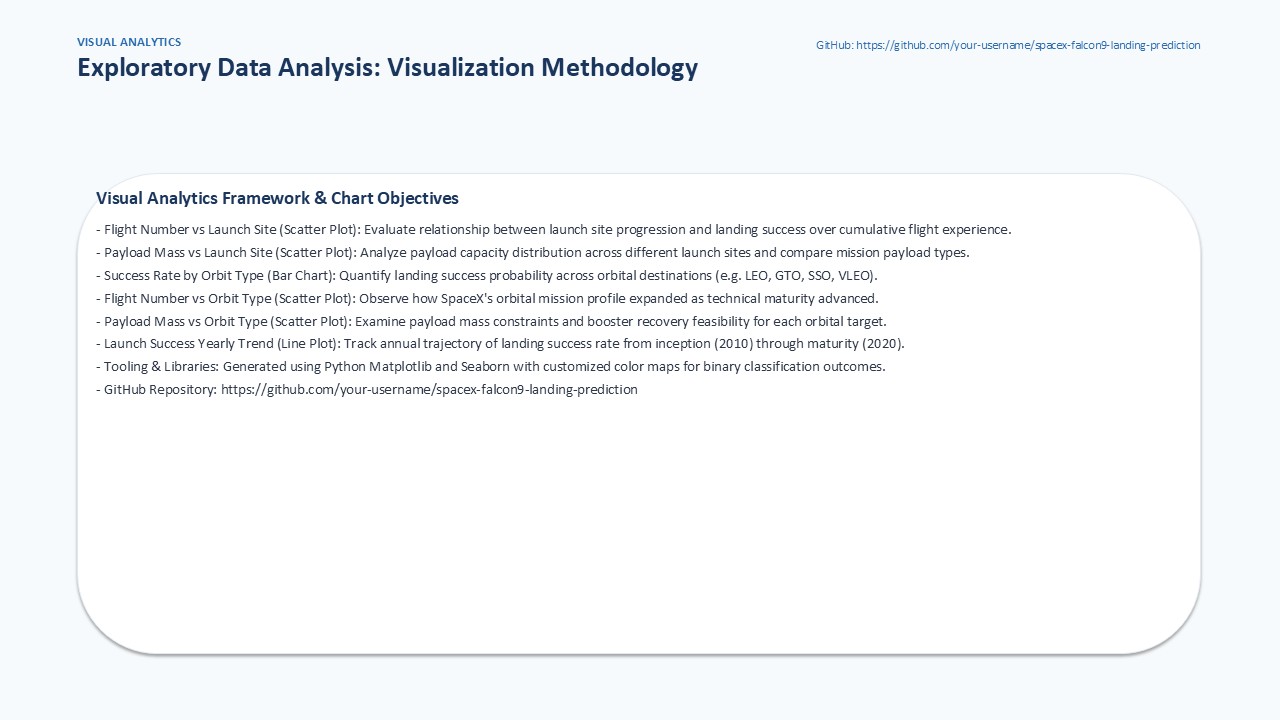 VISUAL ANALYTICS
GitHub: https://github.com/your-username/spacex-falcon9-landing-prediction
Exploratory Data Analysis: Visualization Methodology
Visual Analytics Framework & Chart Objectives
- Flight Number vs Launch Site (Scatter Plot): Evaluate relationship between launch site progression and landing success over cumulative flight experience.
- Payload Mass vs Launch Site (Scatter Plot): Analyze payload capacity distribution across different launch sites and compare mission payload types.
- Success Rate by Orbit Type (Bar Chart): Quantify landing success probability across orbital destinations (e.g. LEO, GTO, SSO, VLEO).
- Flight Number vs Orbit Type (Scatter Plot): Observe how SpaceX's orbital mission profile expanded as technical maturity advanced.
- Payload Mass vs Orbit Type (Scatter Plot): Examine payload mass constraints and booster recovery feasibility for each orbital target.
- Launch Success Yearly Trend (Line Plot): Track annual trajectory of landing success rate from inception (2010) through maturity (2020).
- Tooling & Libraries: Generated using Python Matplotlib and Seaborn with customized color maps for binary classification outcomes.
- GitHub Repository: https://github.com/your-username/spacex-falcon9-landing-prediction